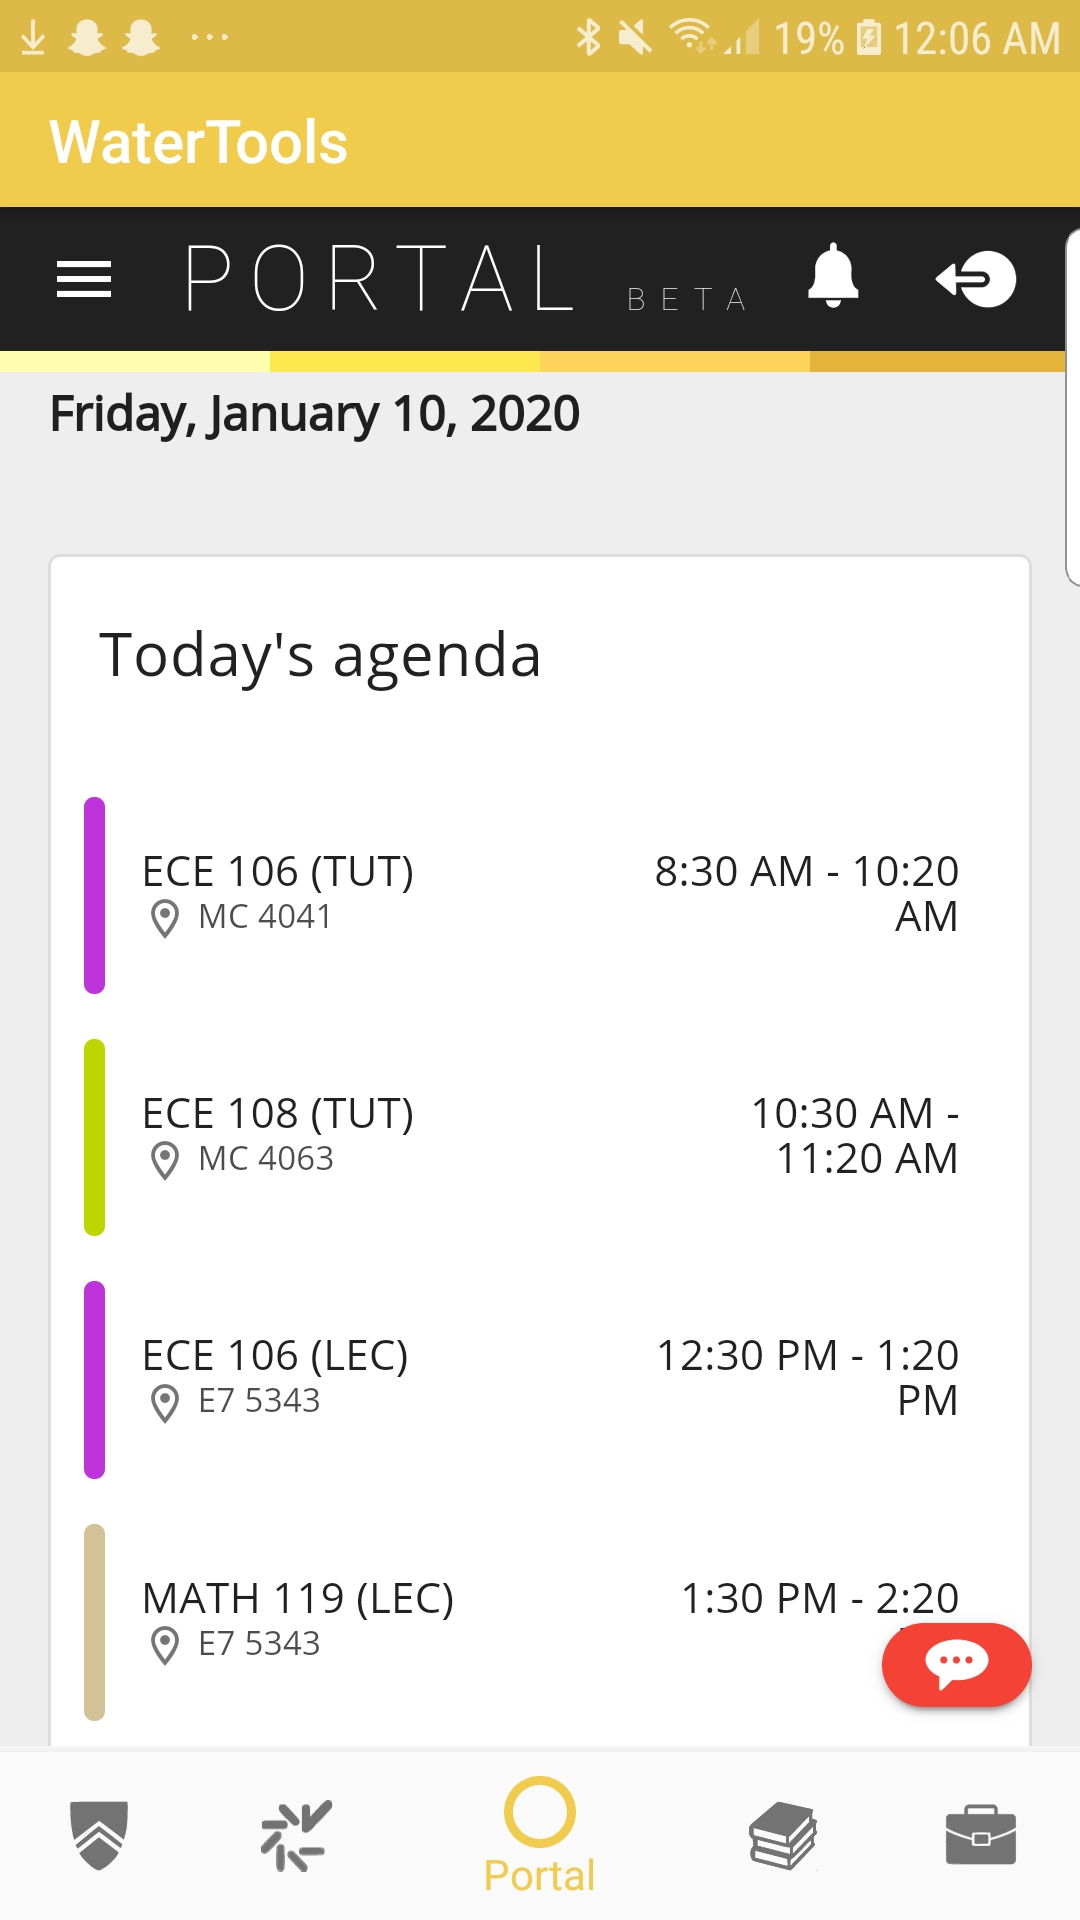 19% 12:06 AM
WaterTools
PORTAL BETA
Friday, January 10, 2020
Today's agenda
ECE 106 (TUT) 8:30 AM - 10:20
MC 4041 AM
ECE 108 (TUT) 10:30 AM -
MC 4063 11:20 AM
ECE 106 (LEC) 12:30 PM - 1:20
E7 5343 PM
MATH 119 (LEC) 1:30 PM - 2:20
E7 5343
Portal